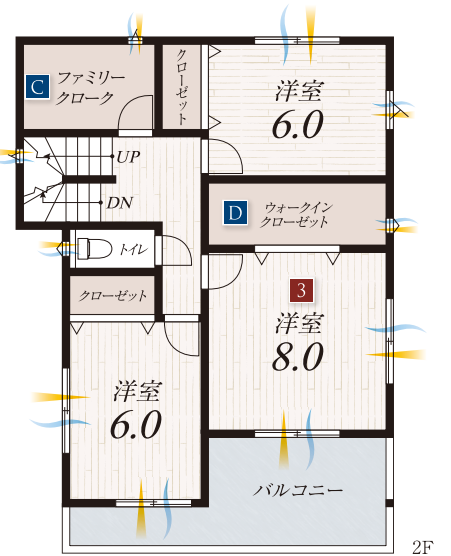 C
ファミリー
クローク
クローゼット
洋室
6.0
UP
DN
D
ウォークイン
クローゼット
トイレ
クローゼット
3
洋室
8.0
洋室
6.0
バルコニー
2F